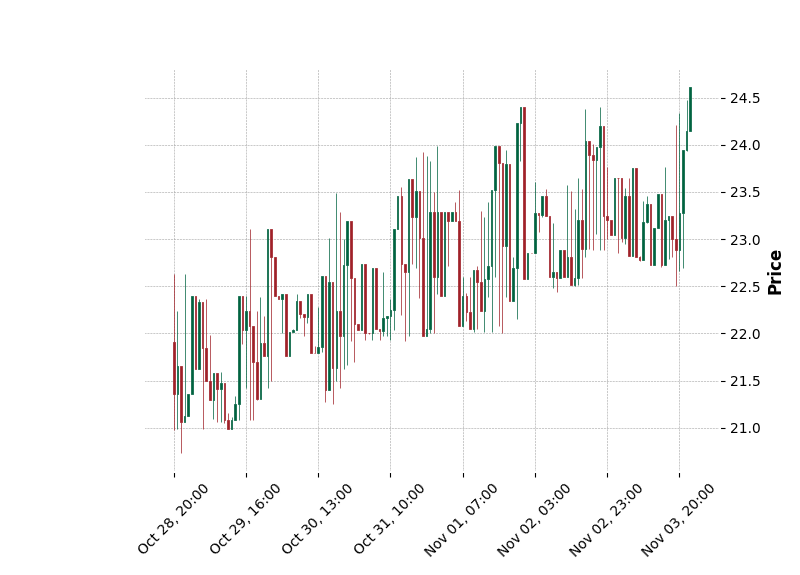 24.5
24.0
23.5
23.0
22.5
22.0
21.5
21.0
Price
Oct 28, 20:00
Oct 29, 16:00
Oct 30, 13:00
Oct 31, 10:00
Nov 01, 07:00
Nov 02, 03:00
Nov 02, 23:00
Nov 03, 20:00